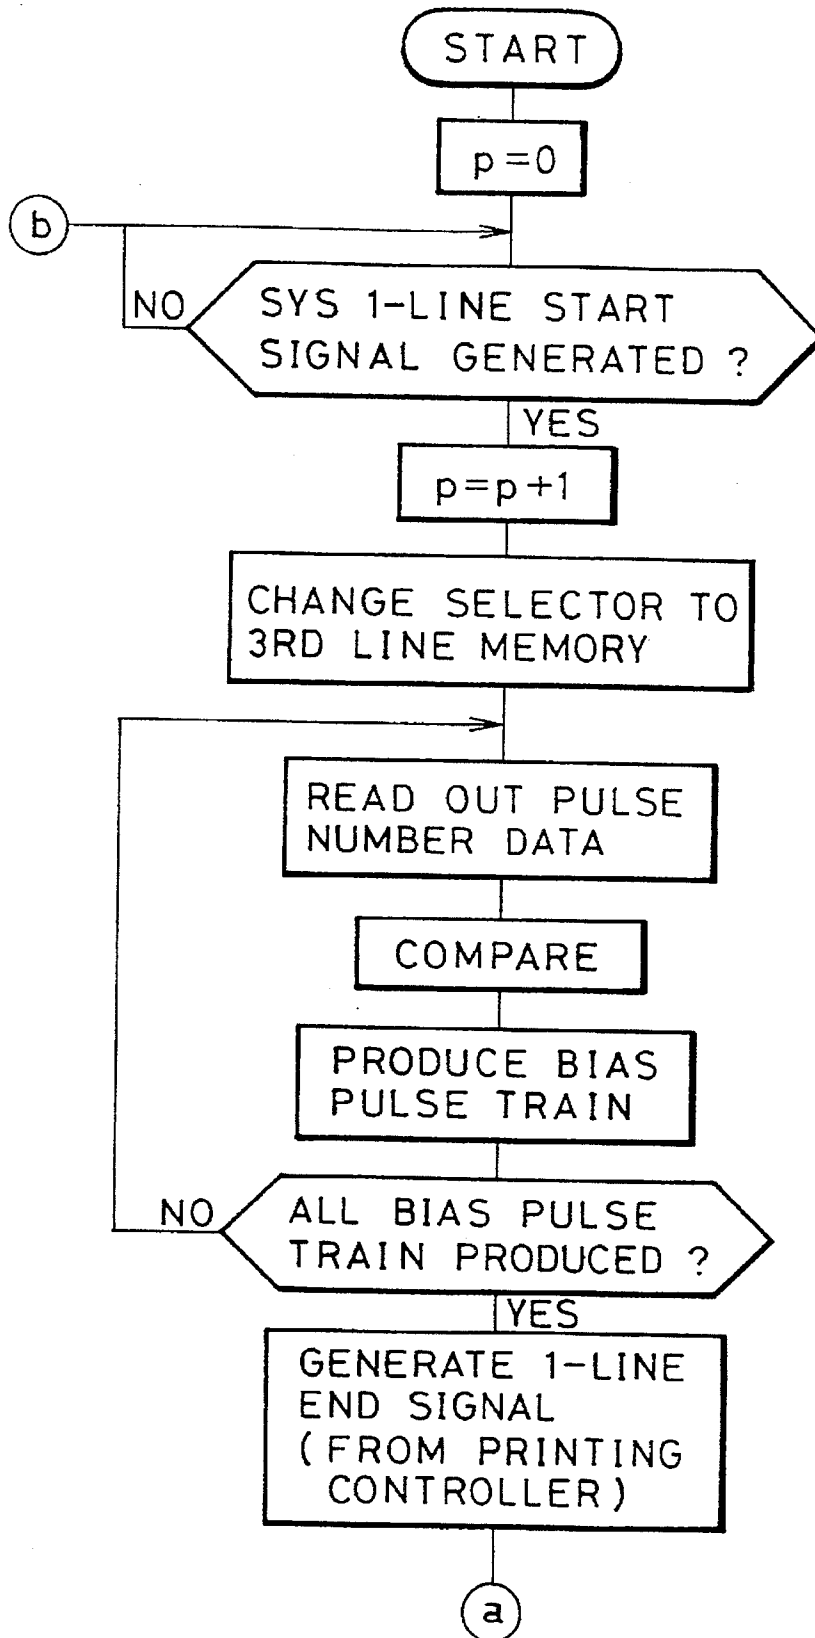 START
p=0
b
NO
SYS 1-LINE START
SIGNAL GENERATED ?
YES
p=p+1
CHANGE SELECTOR TO
3RD LINE MEMORY
READ OUT PULSE
NUMBER DATA
COMPARE
PRODUCE BIAS
PULSE TRAIN
NO
ALL BIAS PULSE
TRAIN PRODUCED ?
YES
GENERATE 1-LINE
END SIGNAL
(FROM PRINTING
CONTROLLER)
a